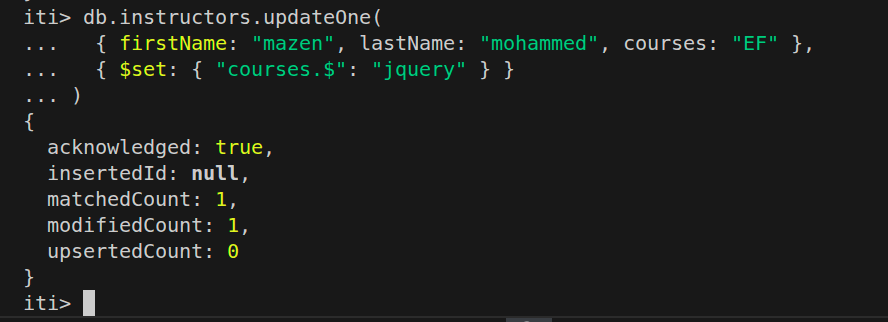 iti> db.instructors.updateOne(
...   { firstName: "mazen", lastName: "mohammed", courses: "EF" },
...   { $set: { "courses.$": "jquery" } }
... )
{
  acknowledged: true,
  insertedId: null,
  matchedCount: 1,
  modifiedCount: 1,
  upsertedCount: 0
}
iti>